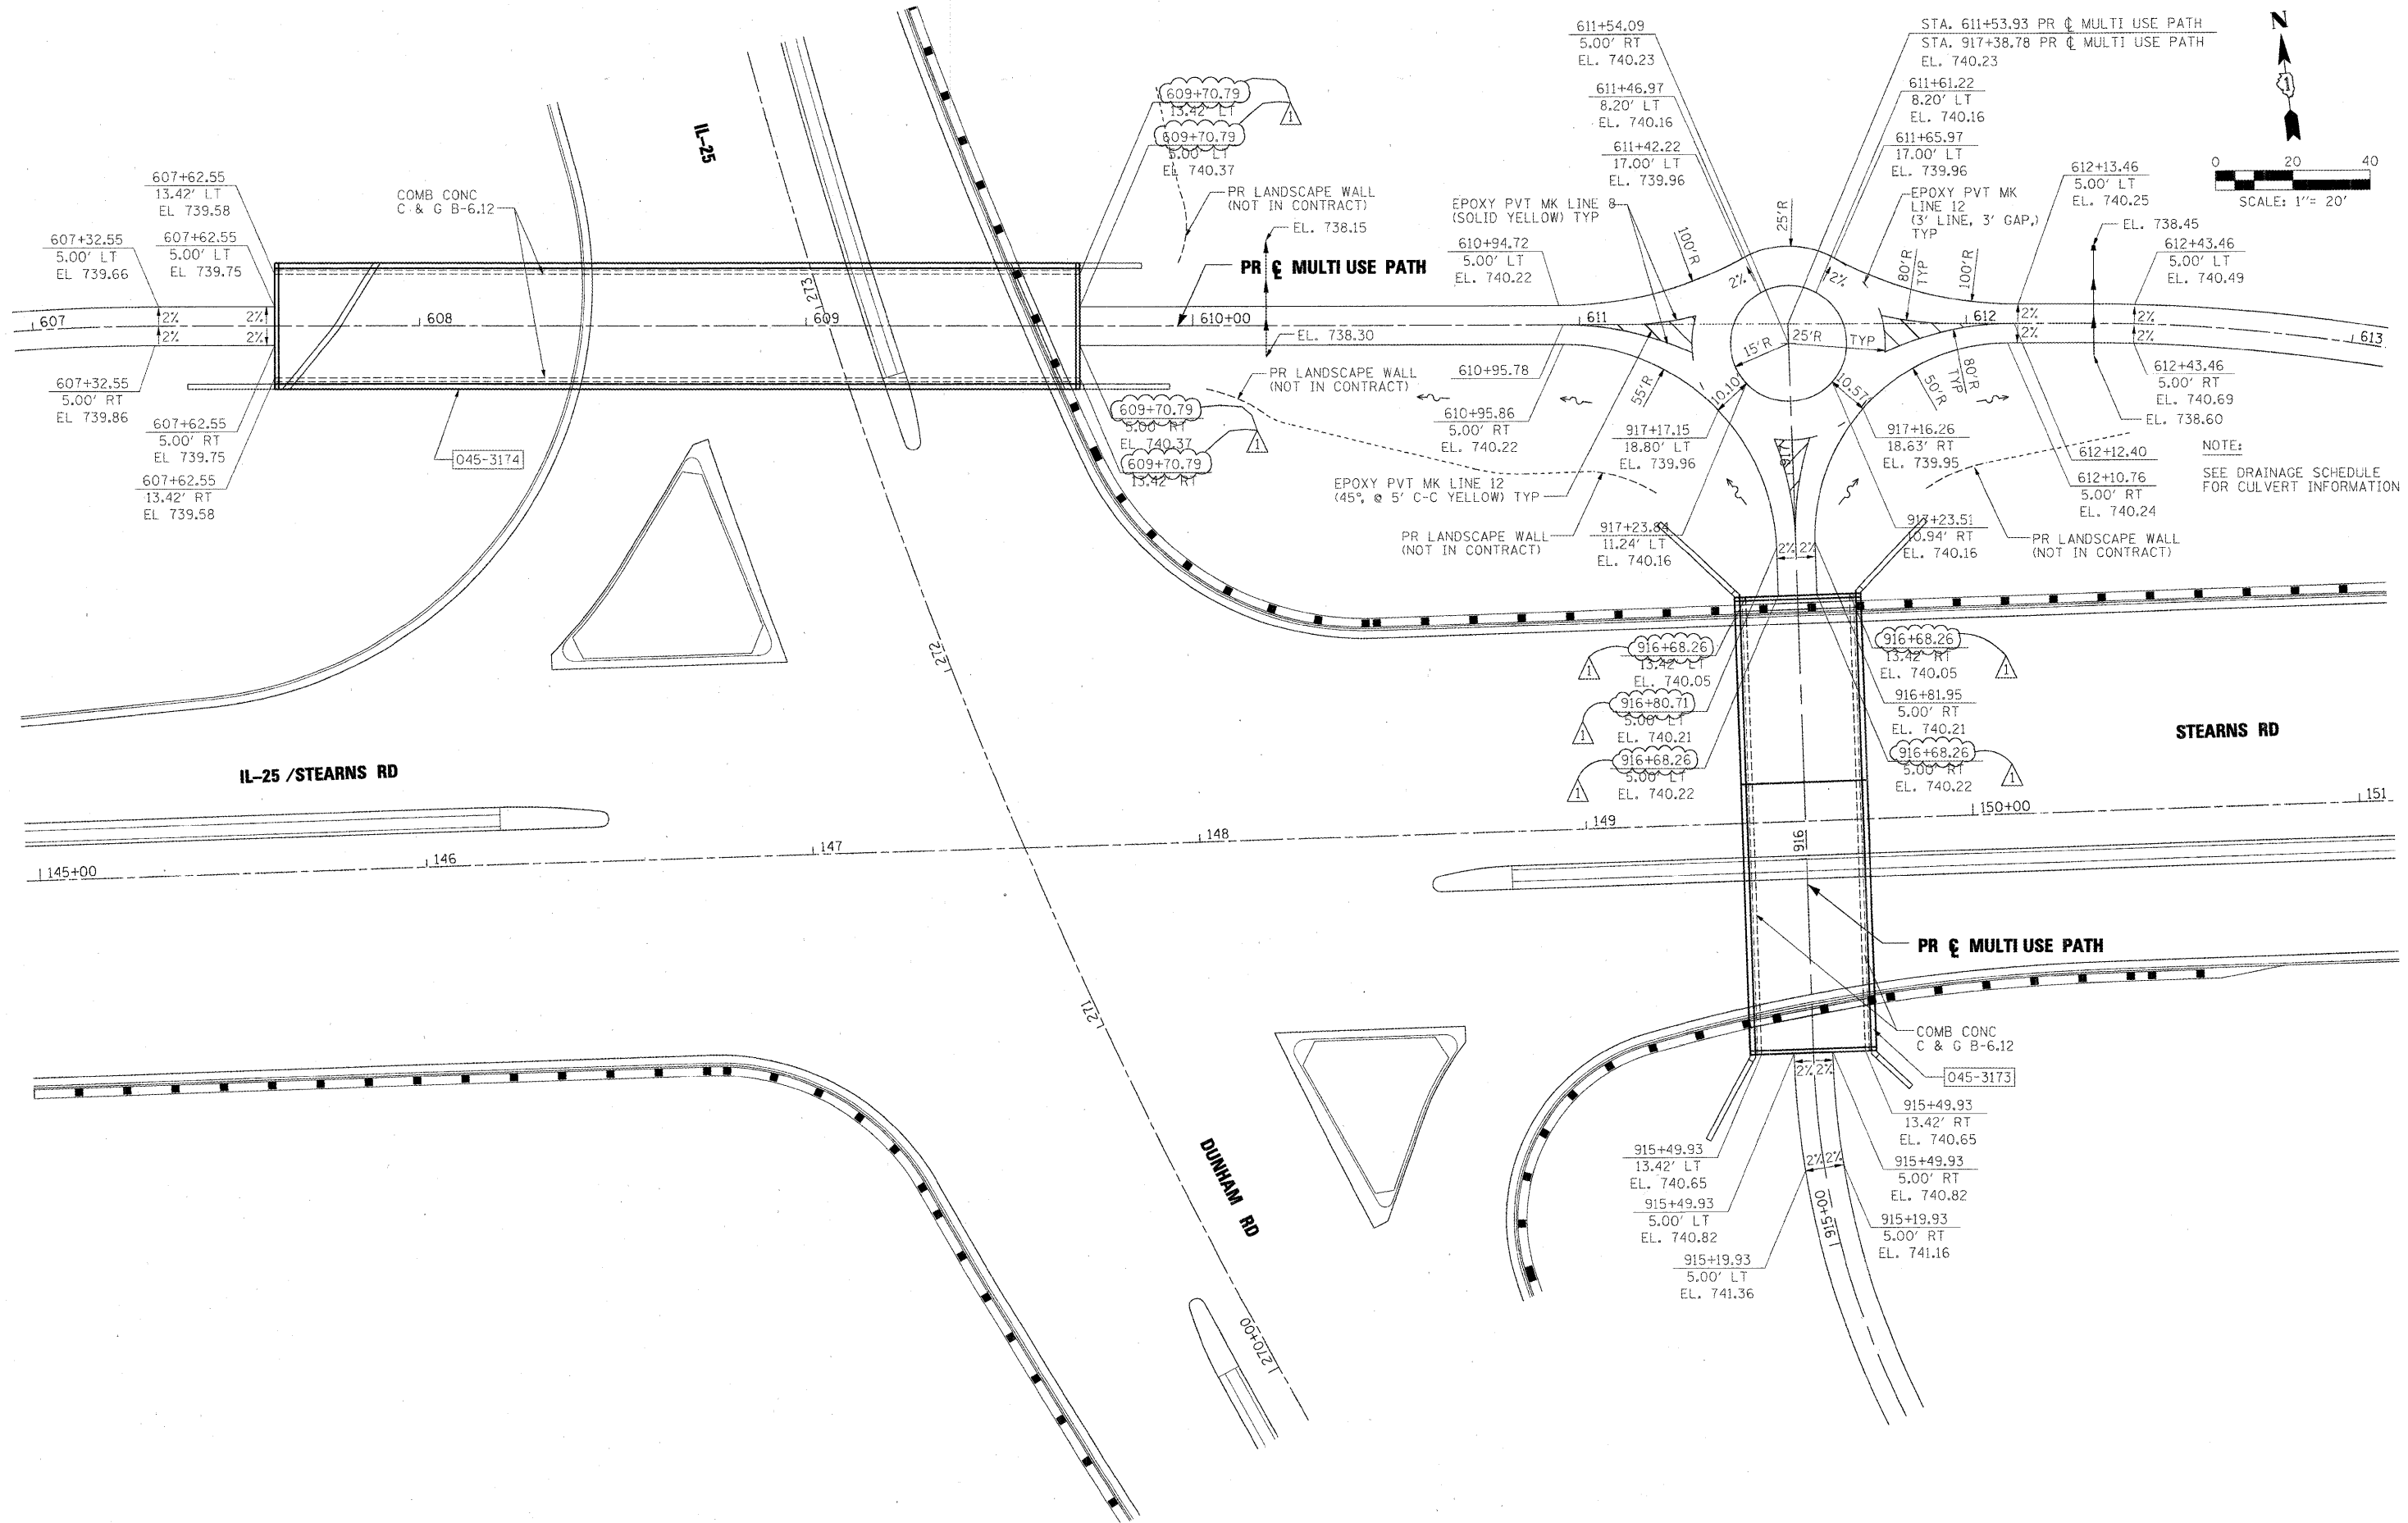 611+54.09
5.00' RT
EL. 740.23
STA. 611+53.93 PR ℄ MULTI USE PATH
STA. 917+38.78 PR ℄ MULTI USE PATH
EL. 740.23
N
1
611+46.97
8.20' LT
EL. 740.16
611+61.22
8.20' LT
EL. 740.16
611+42.22
17.00' LT
EL. 739.96
611+65.97
17.00' LT
EL. 739.96
0 20 40
SCALE: 1"= 20'
IL-25
609+70.79
13.42' LT
609+70.79
5.00' LT
EL 740.37
1
607+62.55
13.42' LT
EL 739.58
607+32.55
5.00' LT
EL 739.66
607+62.55
5.00' LT
EL 739.75
COMB CONC
C & G B-6.12
PR LANDSCAPE WALL
(NOT IN CONTRACT)
EL. 738.15
PR ℄ MULTI USE PATH
EPOXY PVT MK LINE 8
(SOLID YELLOW) TYP
610+94.72
5.00' LT
EL. 740.22
100'R
25'R
2%
2%
EPOXY PVT MK
LINE 12
(3' LINE, 3' GAP,)
TYP
80'R
TYP
100'R
612+13.46
5.00' LT
EL. 740.25
EL. 738.45
612+43.46
5.00' LT
EL. 740.49
607
2%
2%
2%
2%
608
273
609
610+00
611
15'R
25'R
TYP
612
2%
2%
2%
2%
613
EL. 738.30
607+32.55
5.00' RT
EL 739.86
607+62.55
5.00' RT
EL 739.75
607+62.55
13.42' RT
EL 739.58
045-3174
PR LANDSCAPE WALL
(NOT IN CONTRACT)
609+70.79
5.00' RT
EL 740.37
609+70.79
13.42' RT
1
610+95.78
610+95.86
5.00' RT
EL. 740.22
55'R
10.10'
10.57'
50'R
80'R
TYP
612+43.46
5.00' RT
EL. 740.69
EL. 738.60
917+17.15
18.80' LT
EL. 739.96
917
917+16.26
18.63' RT
EL. 739.95
612+12.40
612+10.76
5.00' RT
EL. 740.24
NOTE:
SEE DRAINAGE SCHEDULE
FOR CULVERT INFORMATION
EPOXY PVT MK LINE 12
(45°, @ 5' C-C YELLOW) TYP
PR LANDSCAPE WALL
(NOT IN CONTRACT)
917+23.84
11.24' LT
EL. 740.16
2% 2%
917+23.51
10.94' RT
EL. 740.16
PR LANDSCAPE WALL
(NOT IN CONTRACT)
272
916+68.26
13.42' LT
EL. 740.05
1
916+80.71
5.00' LT
EL. 740.21
1
916+68.26
5.00' LT
EL. 740.22
1
916+68.26
13.42' RT
EL. 740.05
1
916+81.95
5.00' RT
EL. 740.21
916+68.26
5.00' RT
EL. 740.22
1
STEARNS RD
IL-25 /STEARNS RD
145+00
146
147
148
149
150+00
151
916
PR ℄ MULTI USE PATH
271
COMB CONC
C & G B-6.12
045-3173
2% 2%
915+49.93
13.42' RT
EL. 740.65
915+49.93
13.42' LT
EL. 740.65
2% 2%
915+49.93
5.00' RT
EL. 740.82
915+49.93
5.00' LT
EL. 740.82
915+00
915+19.93
5.00' RT
EL. 741.16
915+19.93
5.00' LT
EL. 741.36
DUNHAM RD
270+00